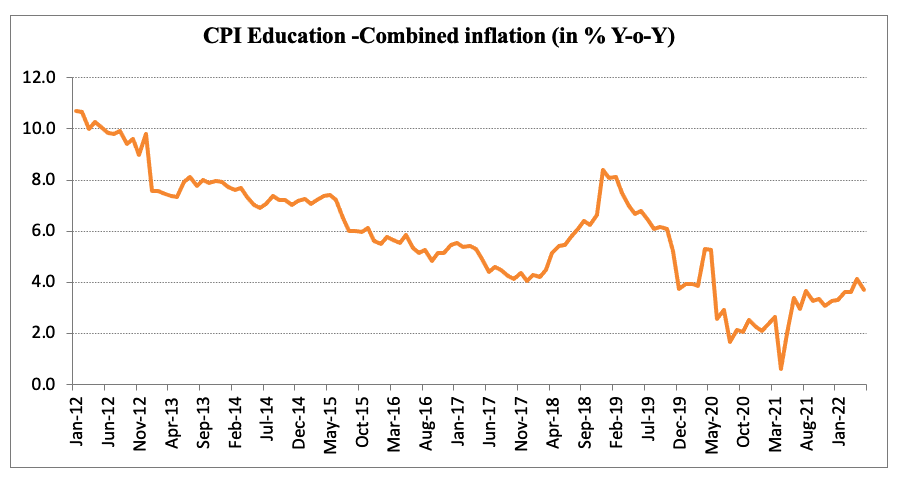 CPI Education -Combined inflation (in % Y-o-Y)
12.0
10.0
8.0
6.0
4.0
2.0
0.0
Jan-12
Jun-12
Nov-12
Apr-13
Sep-13
Feb-14
Jul-14
Dec-14
May-15
Oct-15
Mar-16
Aug-16
Jan-17
Jun-17
Nov-17
Apr-18
Sep-18
Feb-19
Jul-19
Dec-19
May-20
Oct-20
Mar-21
Aug-21
Jan-22